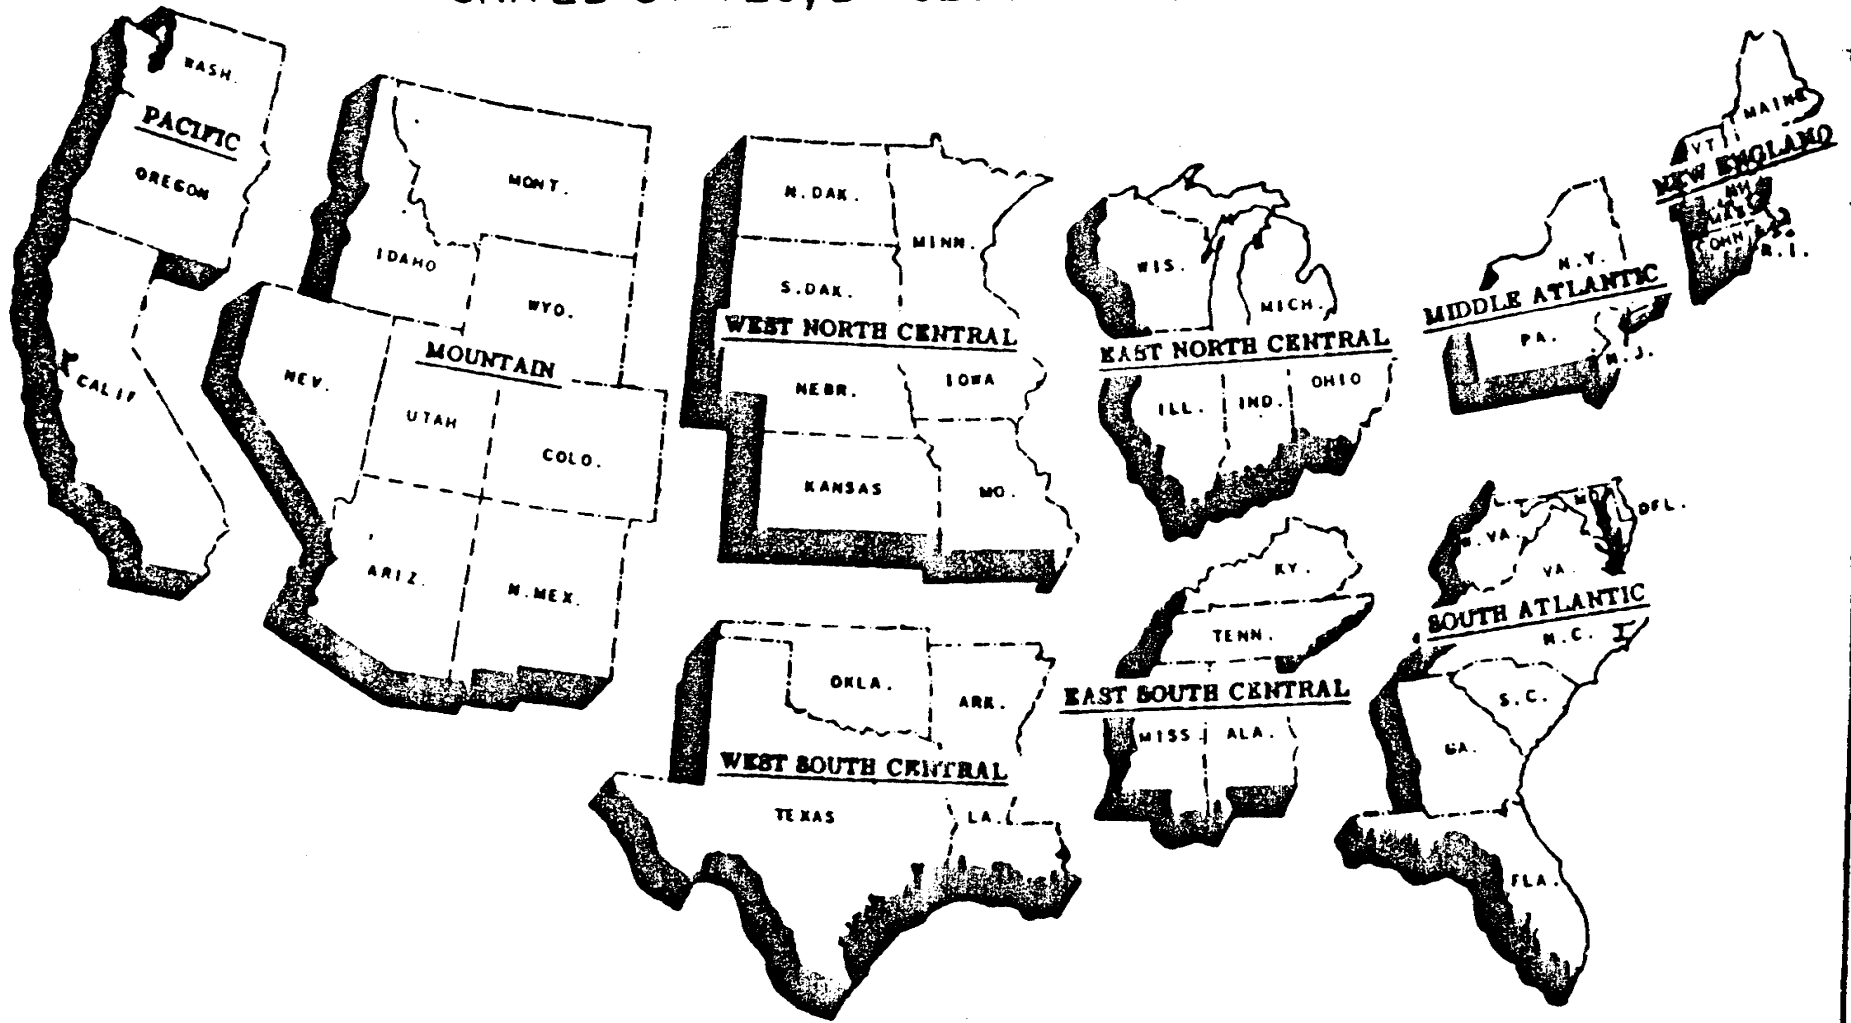 WASH.
PACIFIC
OREGON
CALIF
MONT.
IDAHO
WYO.
MOUNTAIN
NEV.
UTAH
COLO.
ARIZ.
N.MEX.
N.DAK.
MINN.
S.DAK.
WEST NORTH CENTRAL
NEBR.
IOWA
KANSAS
MO.
OKLA.
ARK.
WEST SOUTH CENTRAL
TEXAS
LA.
WIS.
MICH.
EAST NORTH CENTRAL
ILL.
IND.
OHIO
KY.
TENN.
EAST SOUTH CENTRAL
MISS.
ALA.
N.Y.
MIDDLE ATLANTIC
PA.
N.J.
MAINE
VT
NEW ENGLAND
NH
MASS
R.I.
MD
DEL.
W.VA.
VA.
SOUTH ATLANTIC
N.C.
S.C.
GA.
FLA.